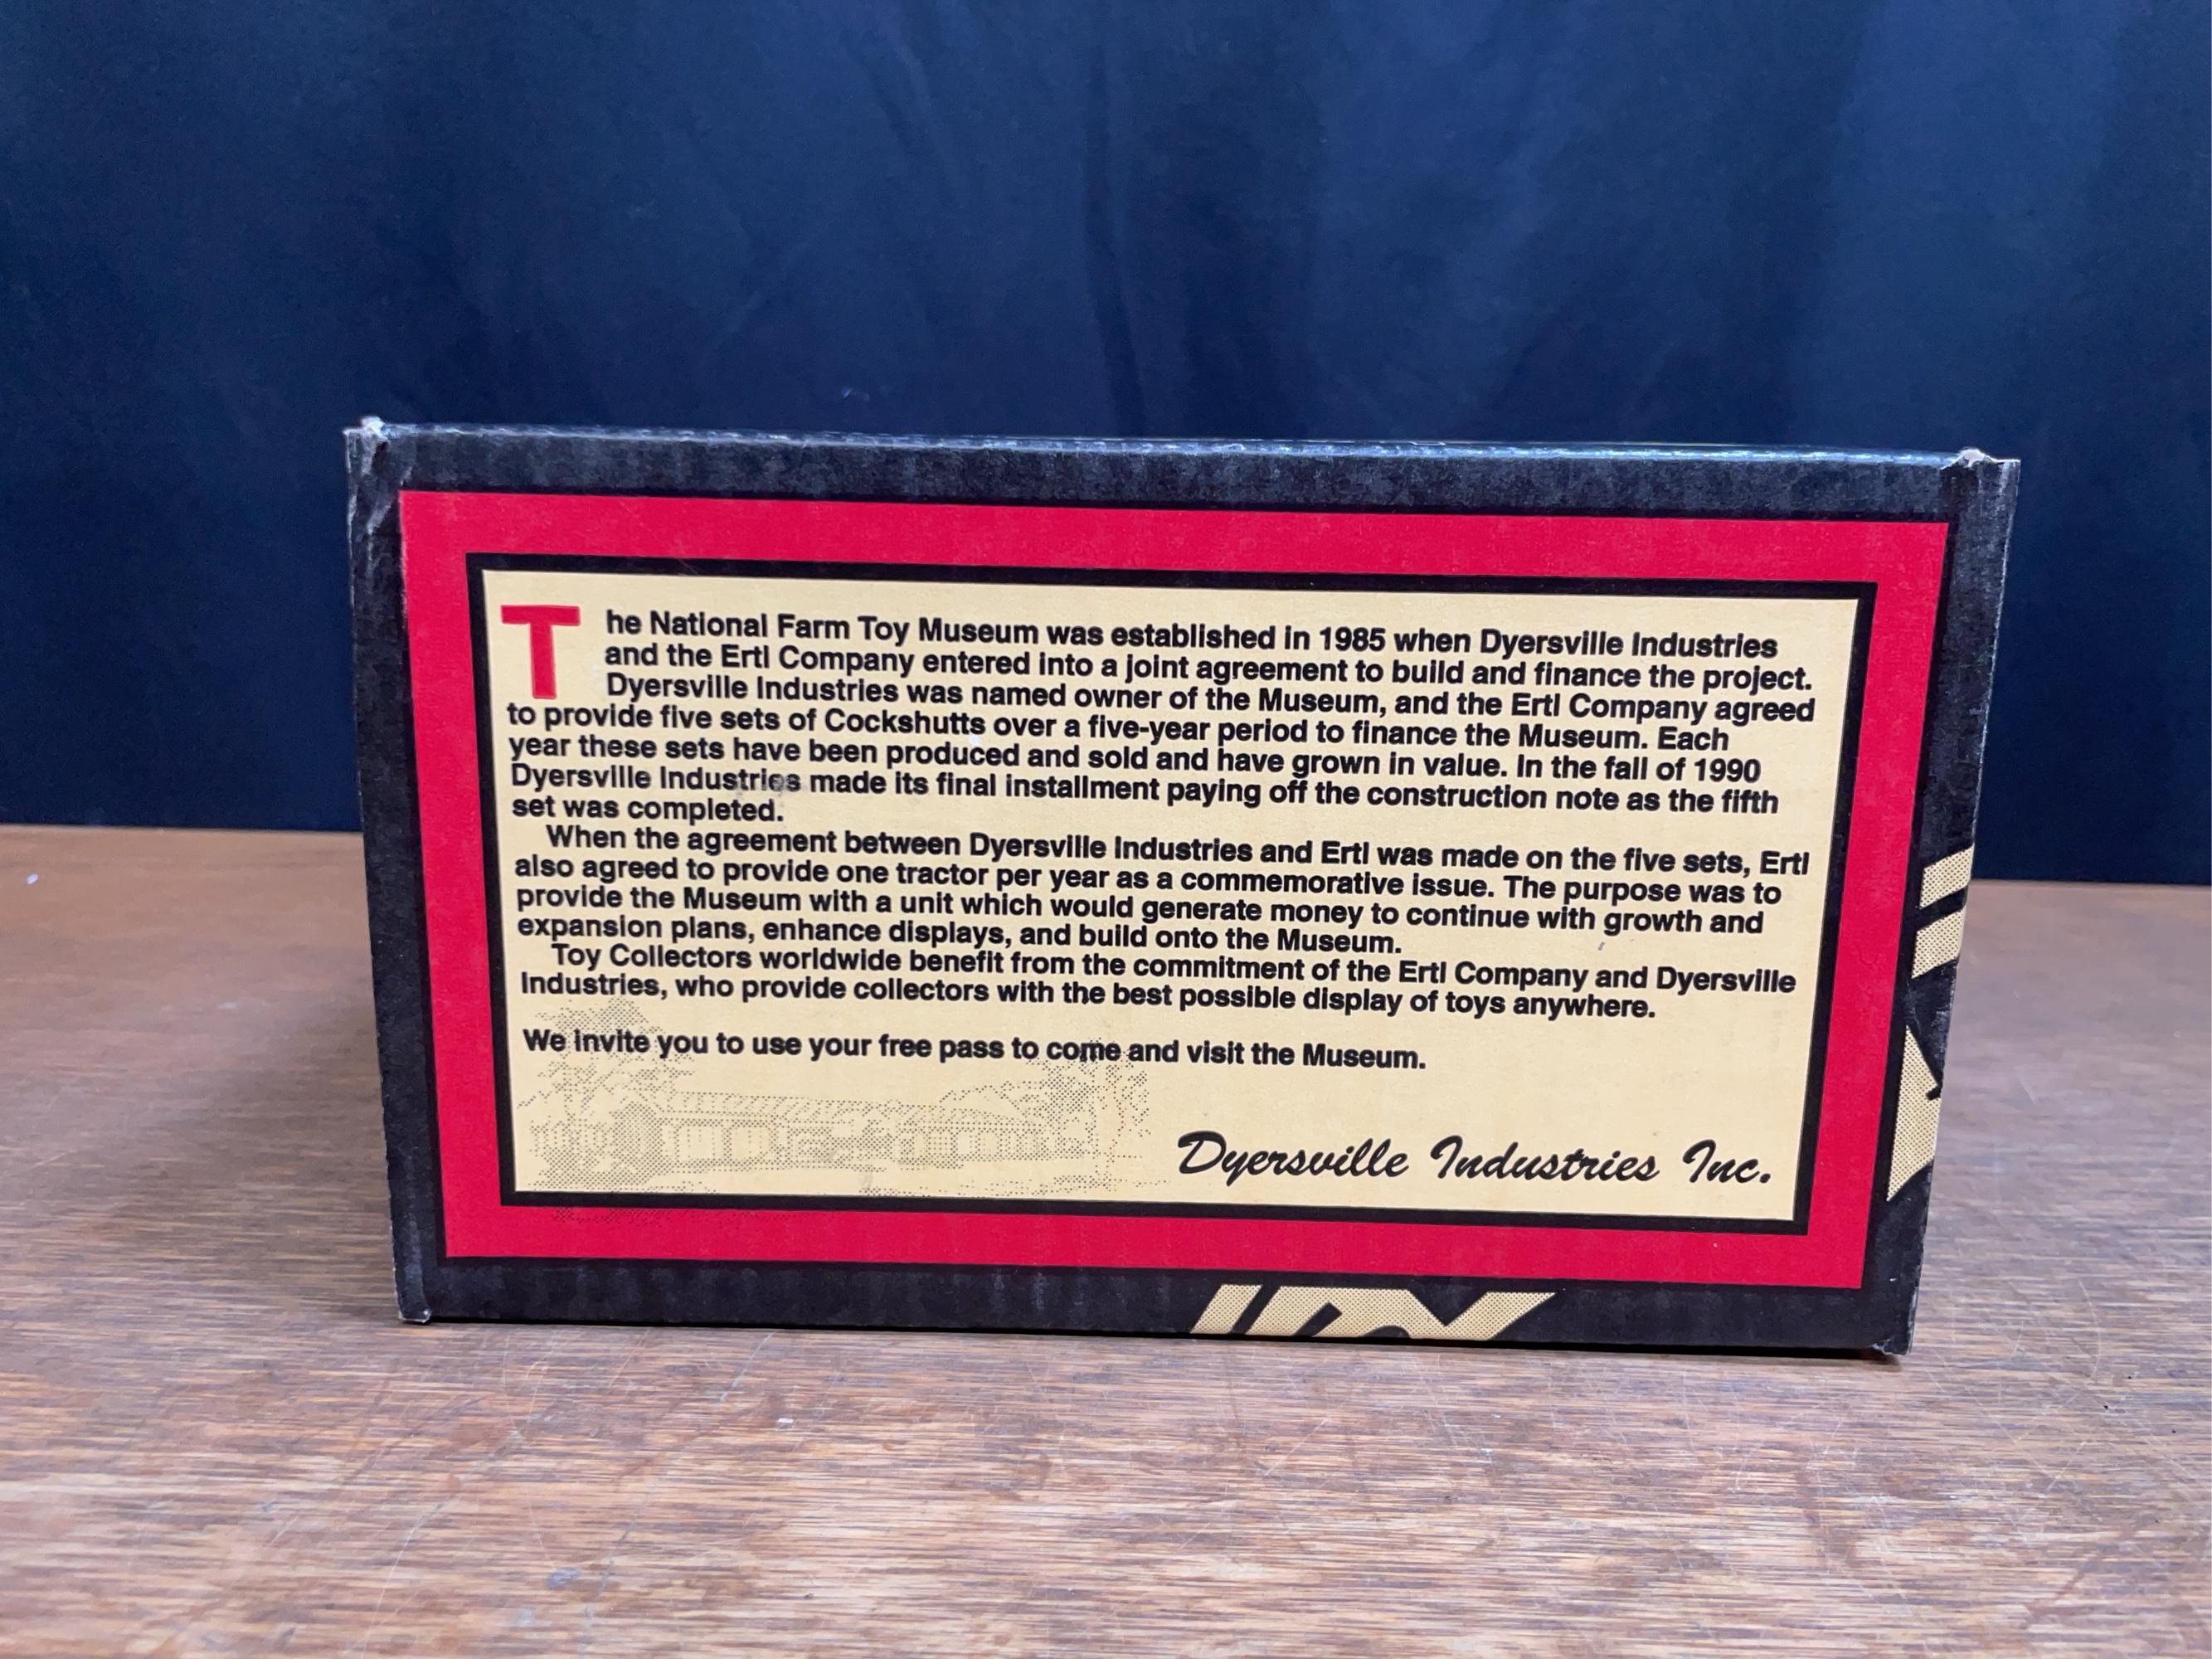 The National Farm Toy Museum was established in 1985 when Dyersville Industries
and the Ertl Company entered into a joint agreement to build and finance the project.
Dyersville Industries was named owner of the Museum, and the Ertl Company agreed
to provide five sets of Cockshutts over a five-year period to finance the Museum. Each
year these sets have been produced and sold and have grown in value. In the fall of 1990
Dyersville Industries made its final installment paying off the construction note as the fifth
set was completed.
When the agreement between Dyersville Industries and Ertl was made on the five sets, Ertl
also agreed to provide one tractor per year as a commemorative issue. The purpose was to
provide the Museum with a unit which would generate money to continue with growth and
expansion plans, enhance displays, and build onto the Museum.
Toy Collectors worldwide benefit from the commitment of the Ertl Company and Dyersville
Industries, who provide collectors with the best possible display of toys anywhere.
We invite you to use your free pass to come and visit the Museum.
Dyersville Industries Inc.